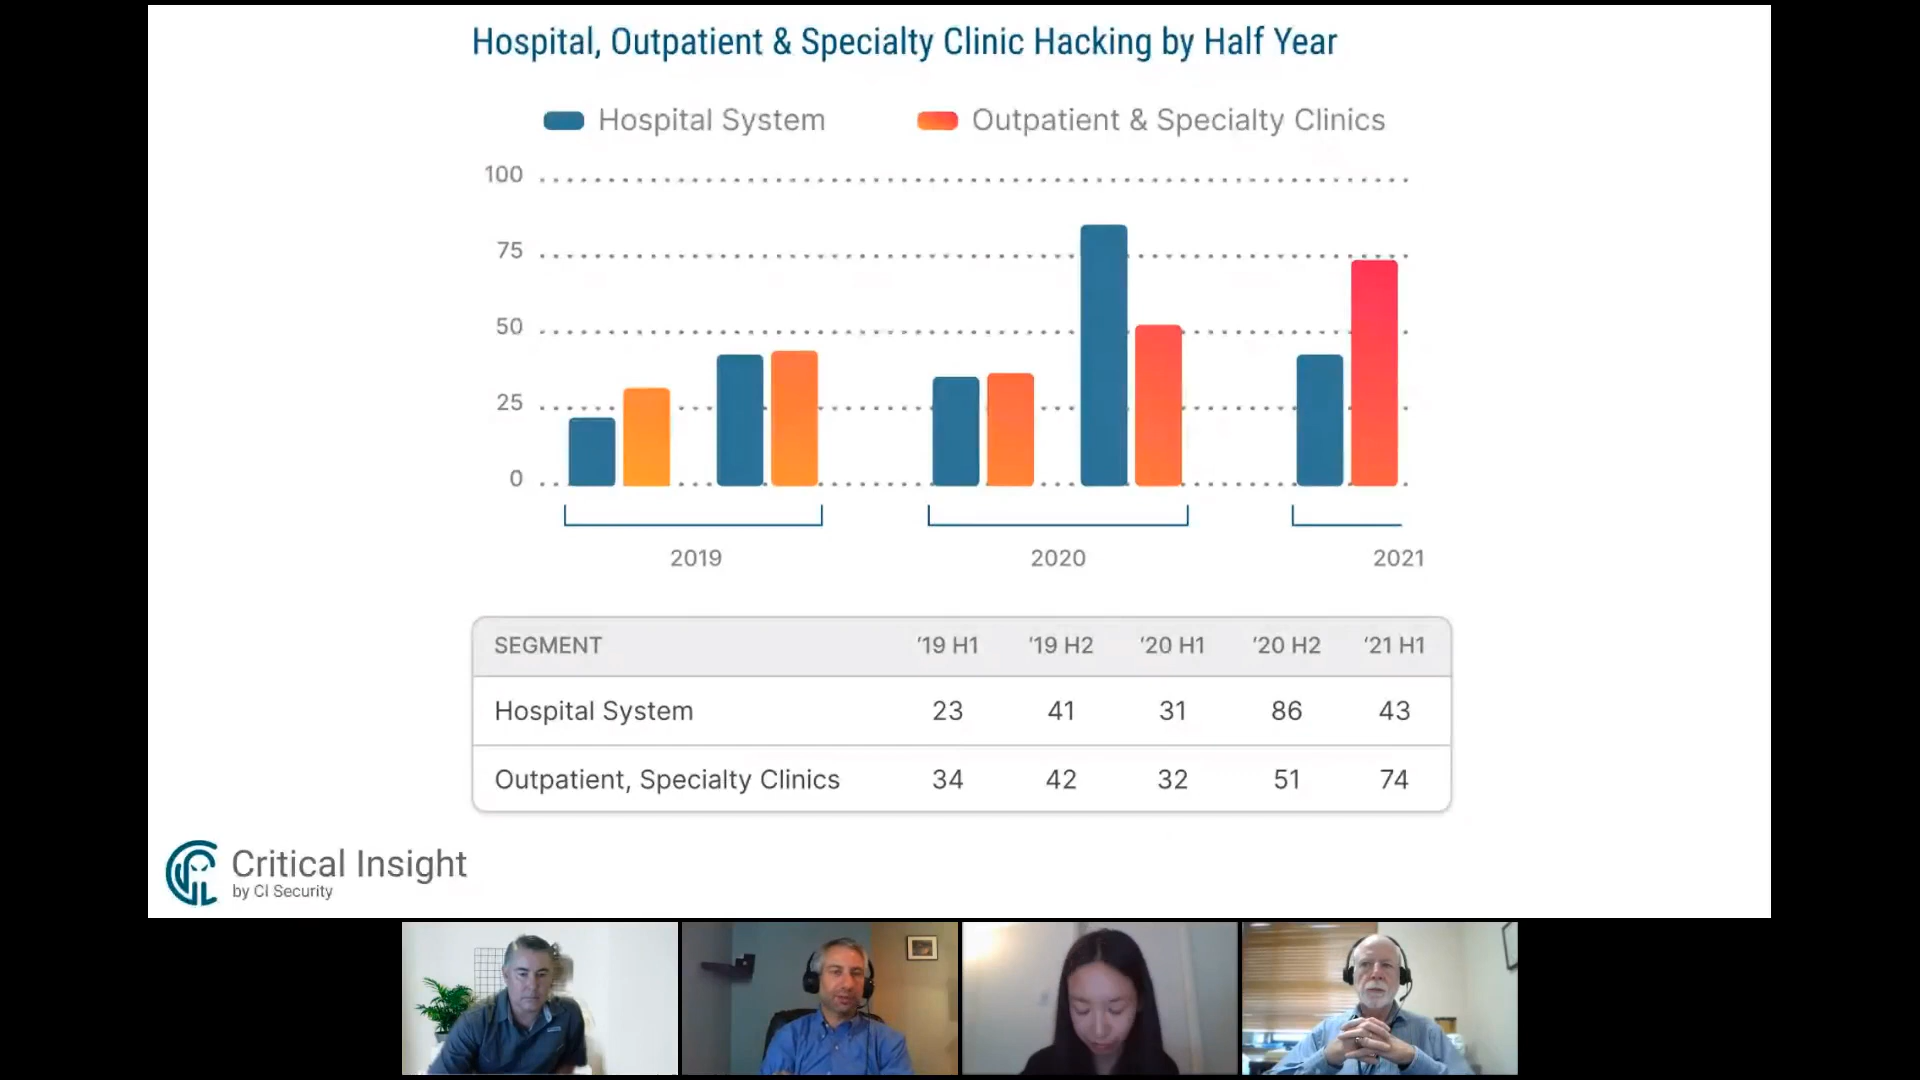 Hospital, Outpatient & Specialty Clinic Hacking by Half Year
Hospital System Outpatient & Specialty Clinics
100
75
50
25
0
2019 2020 2021
SEGMENT '19 H1 '19 H2 '20 H1 '20 H2 '21 H1
Hospital System 23 41 31 86 43
Outpatient, Specialty Clinics 34 42 32 51 74
Critical Insight
by CI Security